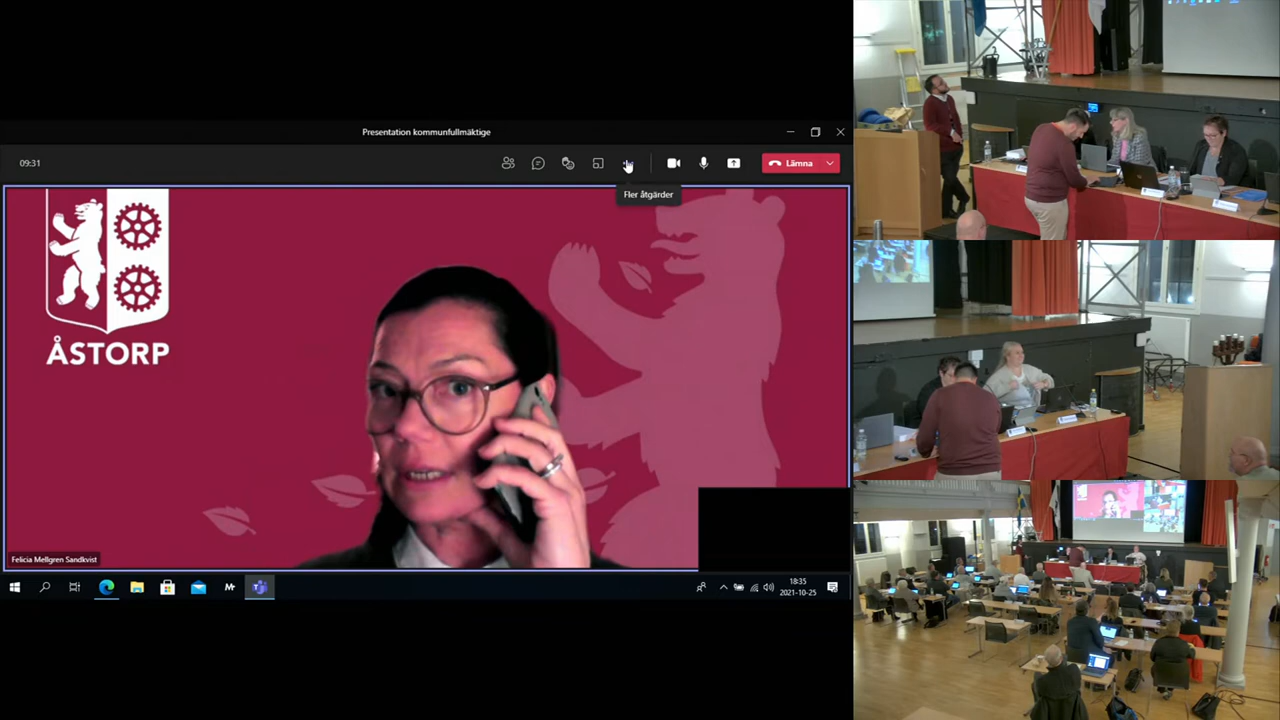 Presentation kommunfullmäktige
09:31
Lämna
Fler åtgärder
ÅSTORP
Felicia Mellgren Sandkvist
18:35
2021-10-25